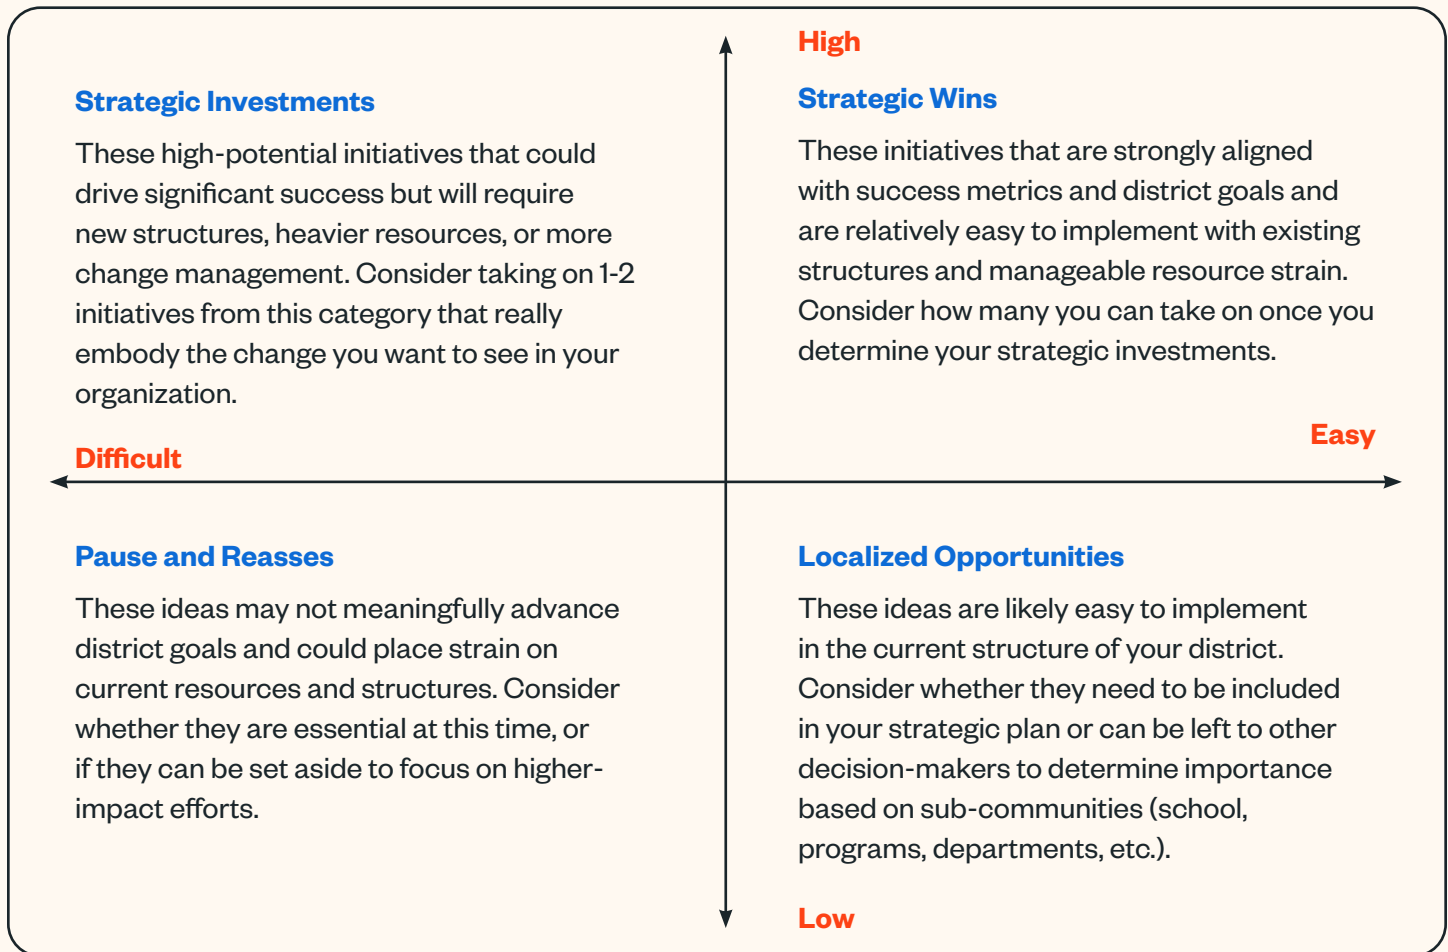 High
Strategic Investments
These high-potential initiatives that could
drive significant success but will require
new structures, heavier resources, or more
change management. Consider taking on 1-2
initiatives from this category that really
embody the change you want to see in your
organization.
Strategic Wins
These initiatives that are strongly aligned
with success metrics and district goals and
are relatively easy to implement with existing
structures and manageable resource strain.
Consider how many you can take on once you
determine your strategic investments.
Difficult
Easy
Pause and Reasses
These ideas may not meaningfully advance
district goals and could place strain on
current resources and structures. Consider
whether they are essential at this time, or
if they can be set aside to focus on higher-
impact efforts.
Localized Opportunities
These ideas are likely easy to implement
in the current structure of your district.
Consider whether they need to be included
in your strategic plan or can be left to other
decision-makers to determine importance
based on sub-communities (school,
programs, departments, etc.).
Low